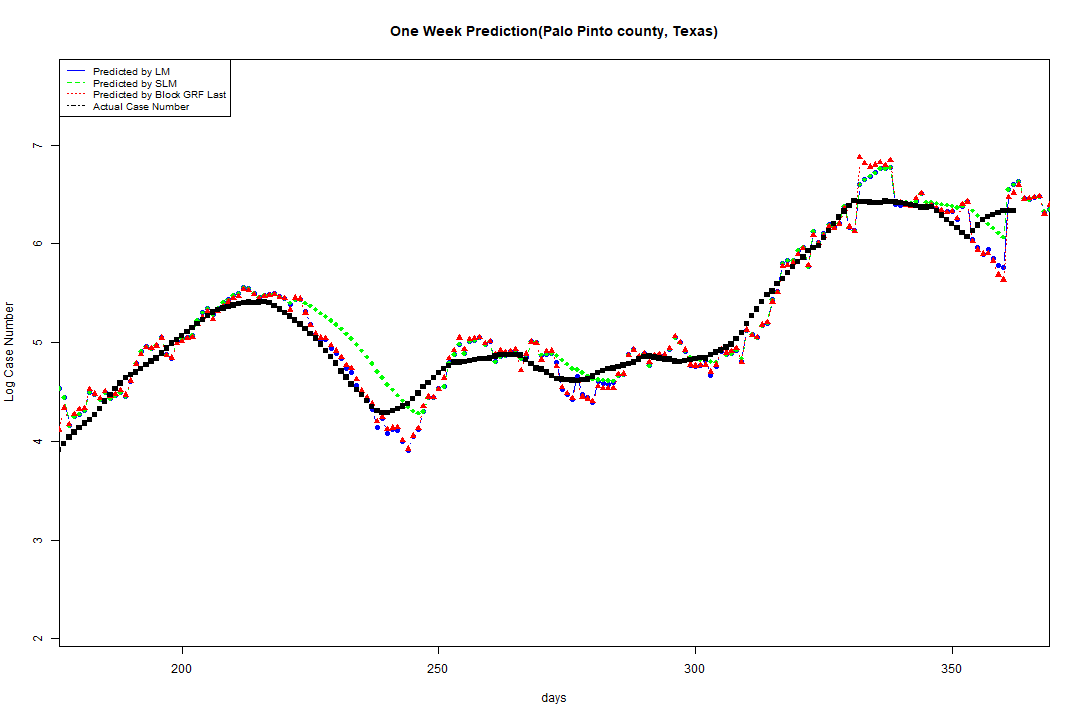 One Week Prediction(Palo Pinto county, Texas)
Predicted by LM
Predicted by SLM
Predicted by Block GRF Last
Actual Case Number
7
6
5
4
3
2
Log Case Number
200 250 300 350
days